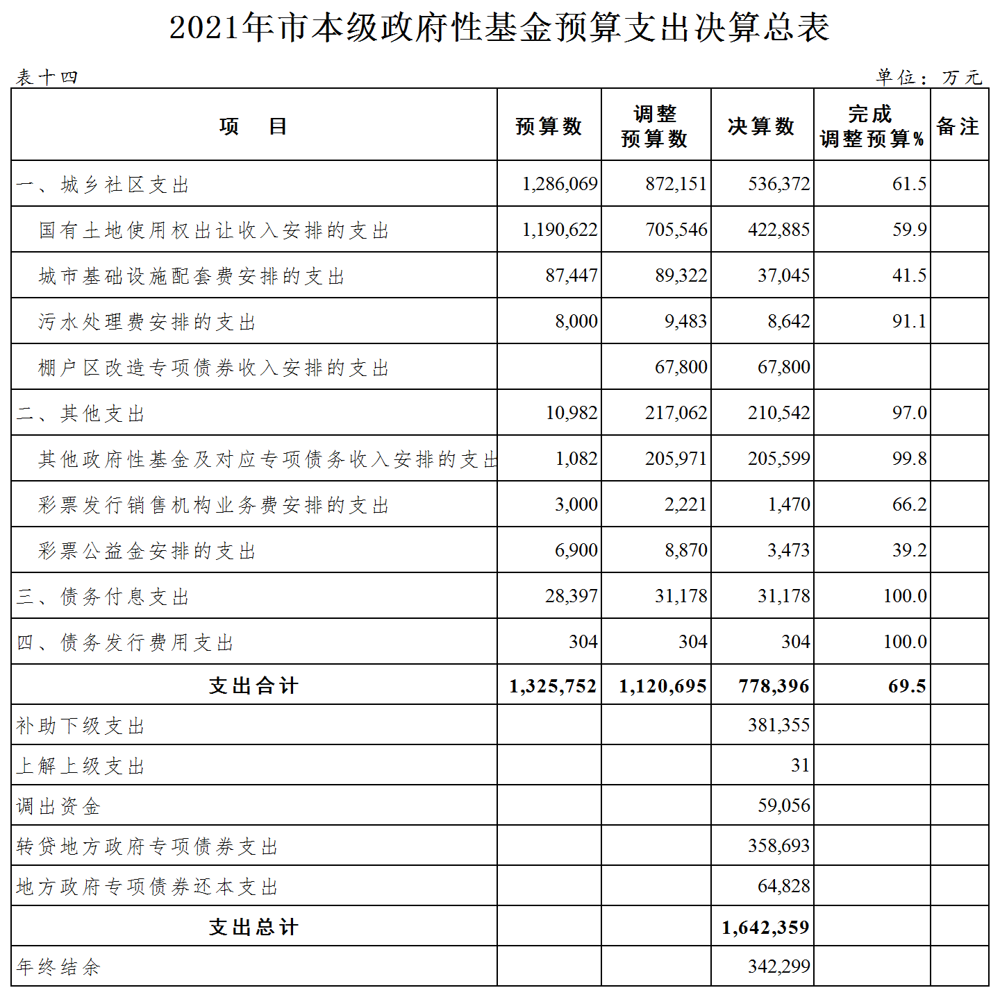 2021年市本级政府性基金预算支出决算总表
表十四 单位：万元
项 目 预算数 调整预算数 决算数 完成调整预算% 备注
一、城乡社区支出 1,286,069 872,151 536,372 61.5
国有土地使用权出让收入安排的支出 1,190,622 705,546 422,885 59.9
城市基础设施配套费安排的支出 87,447 89,322 37,045 41.5
污水处理费安排的支出 8,000 9,483 8,642 91.1
棚户区改造专项债券收入安排的支出 67,800 67,800
二、其他支出 10,982 217,062 210,542 97.0
其他政府性基金及对应专项债务收入安排的支出 1,082 205,971 205,599 99.8
彩票发行销售机构业务费安排的支出 3,000 2,221 1,470 66.2
彩票公益金安排的支出 6,900 8,870 3,473 39.2
三、债务付息支出 28,397 31,178 31,178 100.0
四、债务发行费用支出 304 304 304 100.0
支出合计 1,325,752 1,120,695 778,396 69.5
补助下级支出 381,355
上解上级支出 31
调出资金 59,056
转贷地方政府专项债券支出 358,693
地方政府专项债券还本支出 64,828
支出总计 1,642,359
年终结余 342,299